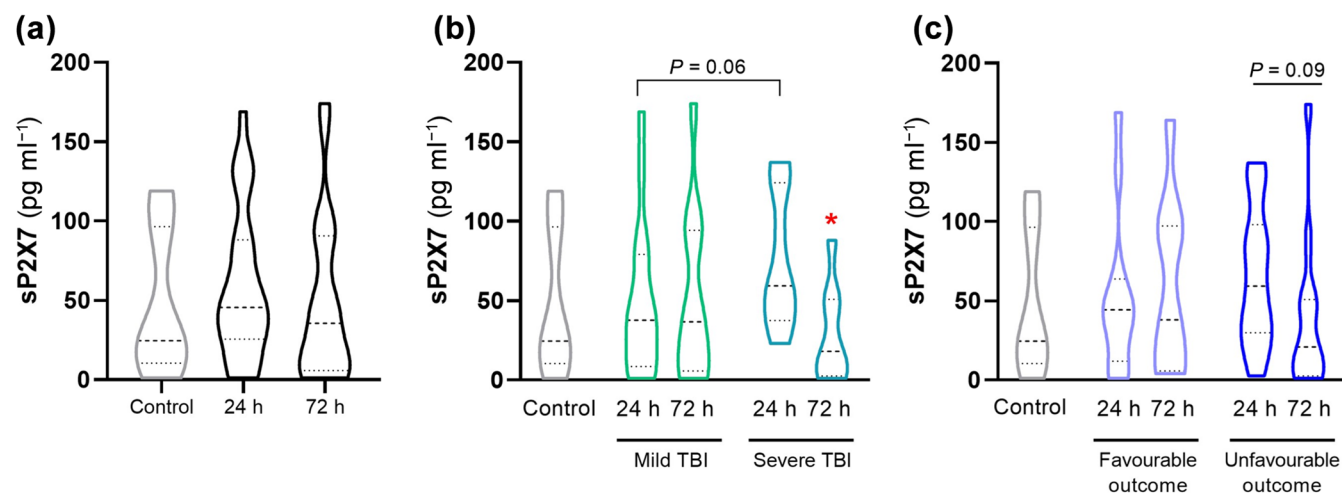 (a)
200
150
100
50
0
sP2X7 (pg ml⁻¹)
Control 24 h 72 h
(b)
200
150
100
50
0
sP2X7 (pg ml⁻¹)
P = 0.06
*
Control 24 h 72 h 24 h 72 h
Mild TBI Severe TBI
(c)
200
150
100
50
0
sP2X7 (pg ml⁻¹)
P = 0.09
Control 24 h 72 h 24 h 72 h
Favourable outcome
Unfavourable outcome